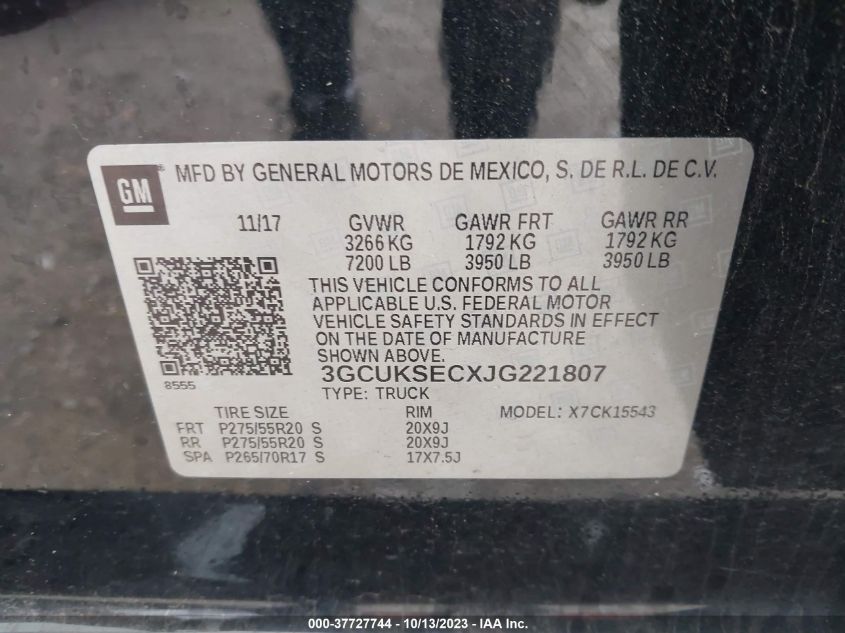 GM
MFD BY GENERAL MOTORS DE MEXICO, S. DE R.L. DE C.V.
11/17 GVWR GAWR FRT GAWR RR
3266 KG 1792 KG 1792 KG
7200 LB 3950 LB 3950 LB
THIS VEHICLE CONFORMS TO ALL
APPLICABLE U.S. FEDERAL MOTOR
VEHICLE SAFETY STANDARDS IN EFFECT
ON THE DATE OF MANUFACTURE
SHOWN ABOVE.
8555
3GCUKSECXJG221807
TYPE: TRUCK
TIRE SIZE RIM MODEL: X7CK15543
FRT P275/55R20 S 20X9J
RR P275/55R20 S 20X9J
SPA P265/70R17 S 17X7.5J
000-37727744 - 10/13/2023 - IAA Inc.